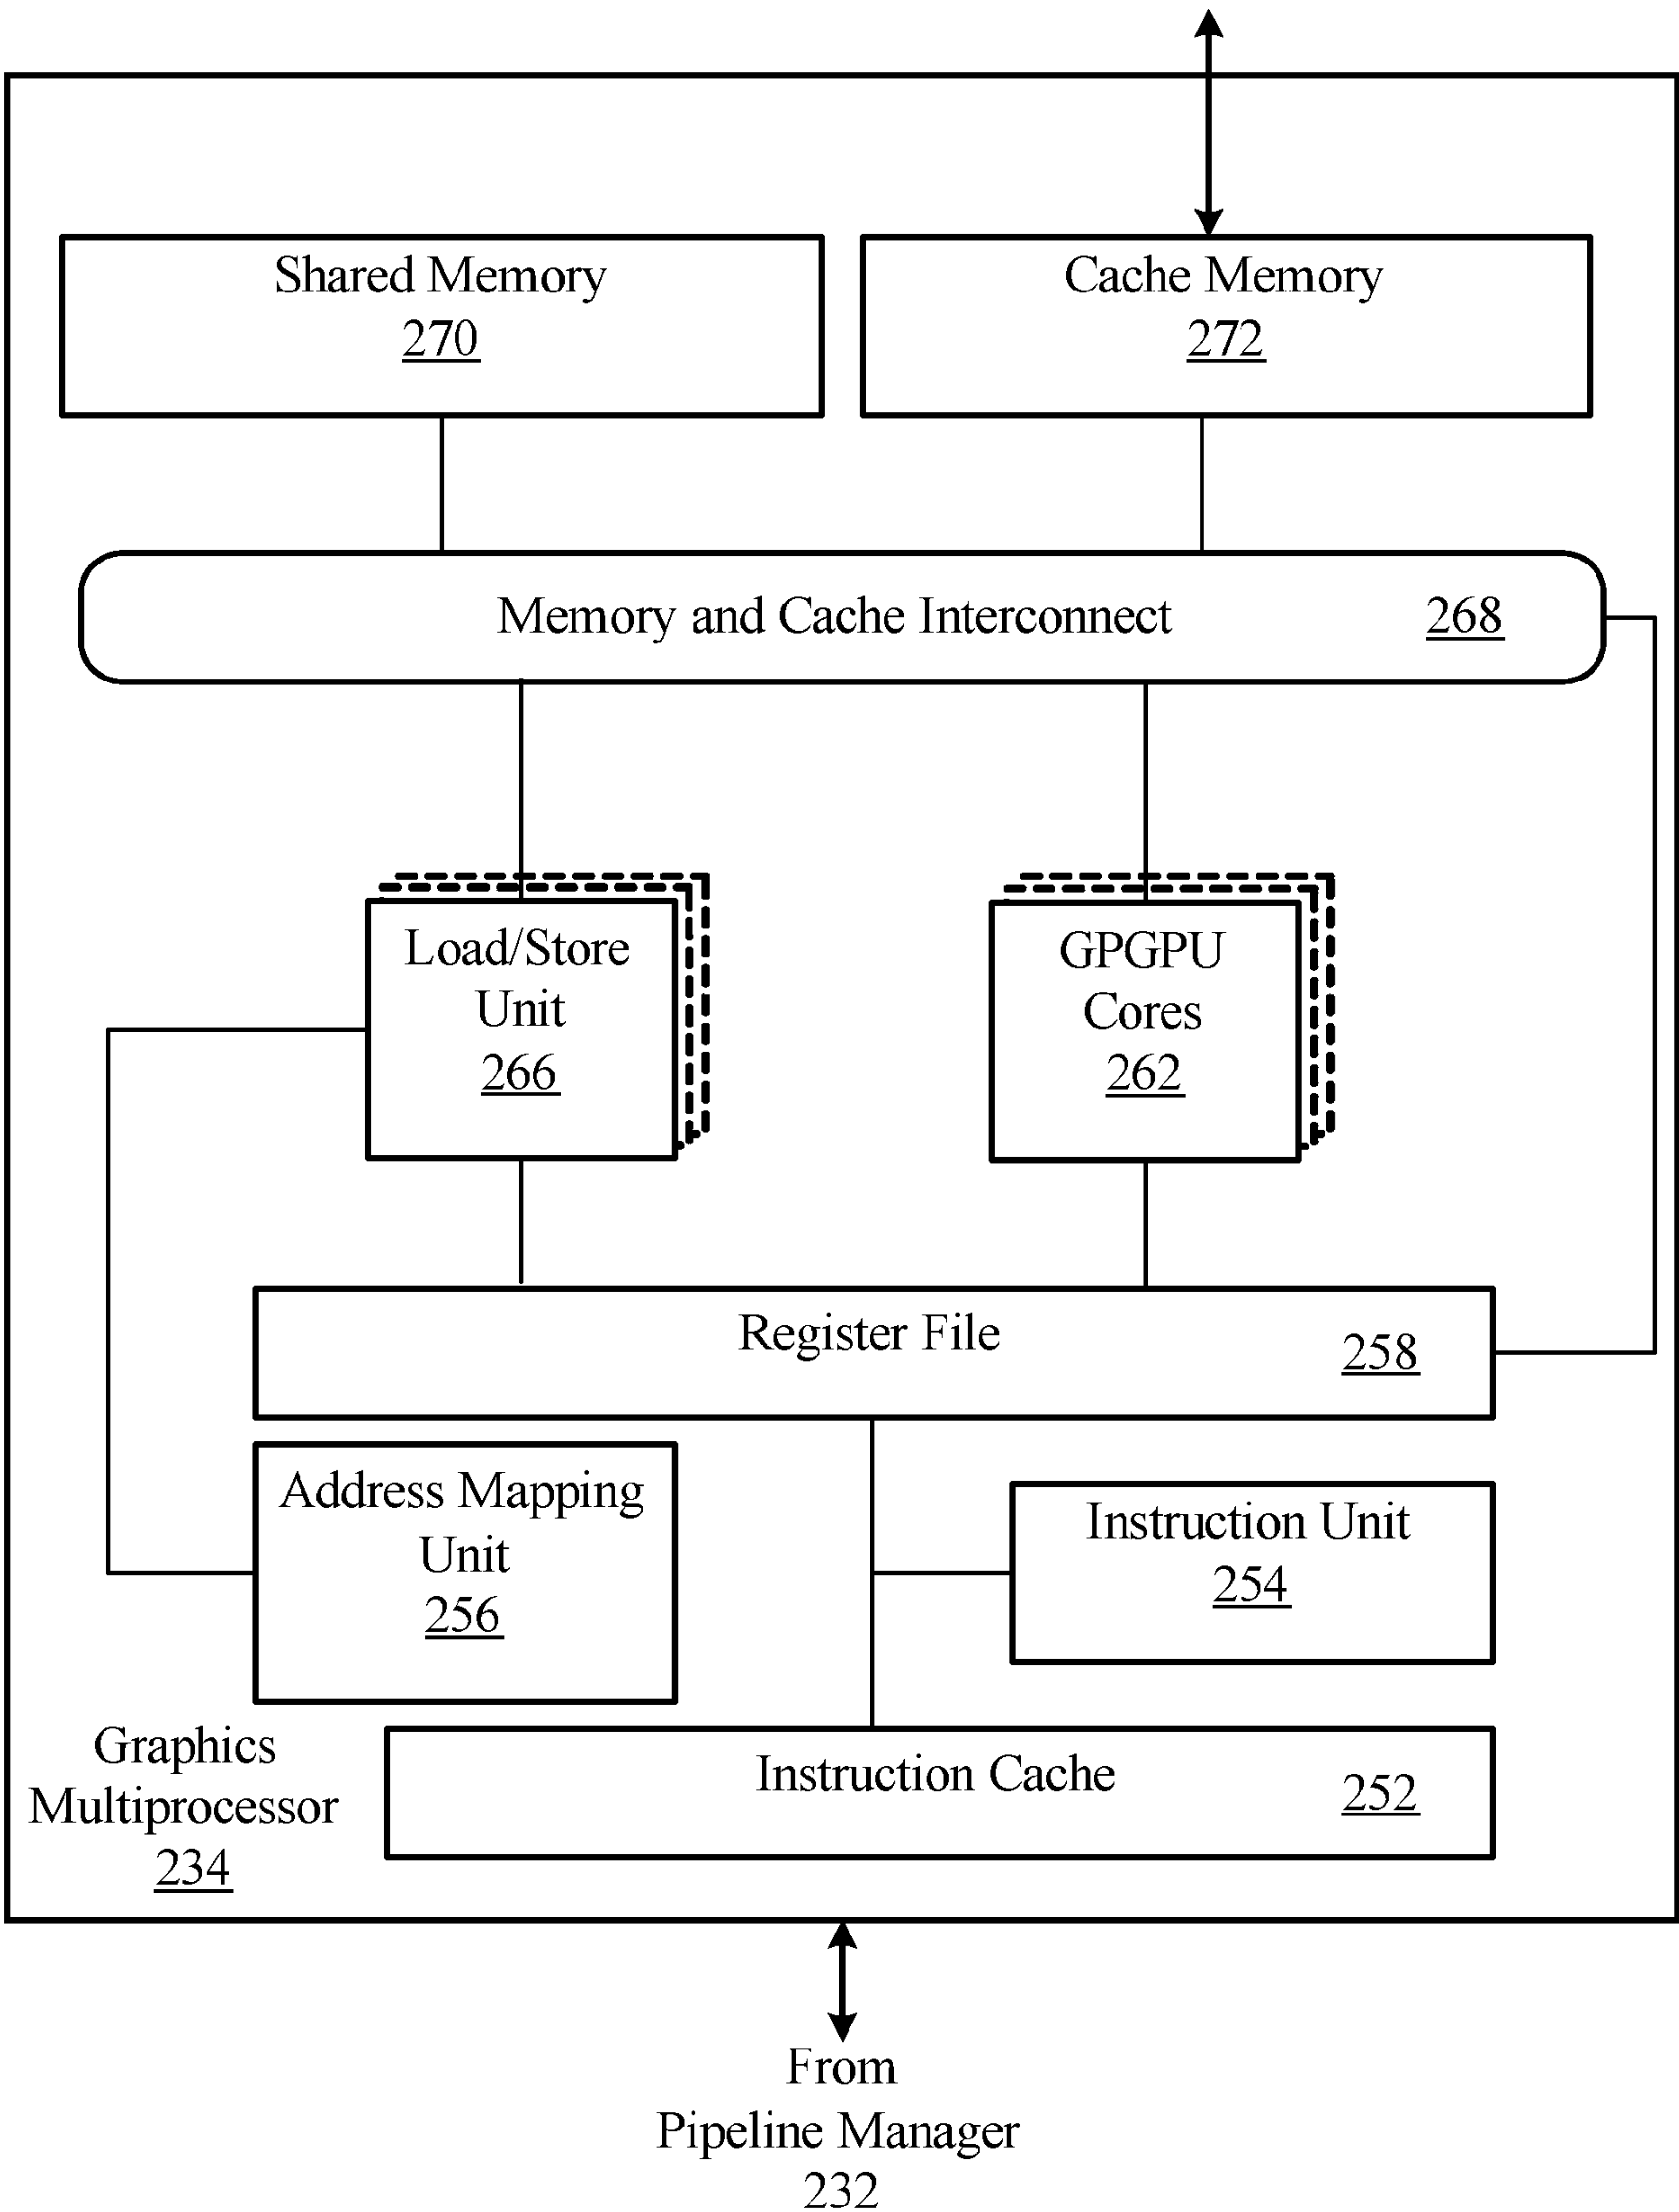 Shared Memory
270
Cache Memory
272
Memory and Cache Interconnect 268
Load/Store
Unit
266
GPGPU
Cores
262
Register File 258
Address Mapping
Unit
256
Instruction Unit
254
Graphics
Multiprocessor
234
Instruction Cache 252
From
Pipeline Manager
232